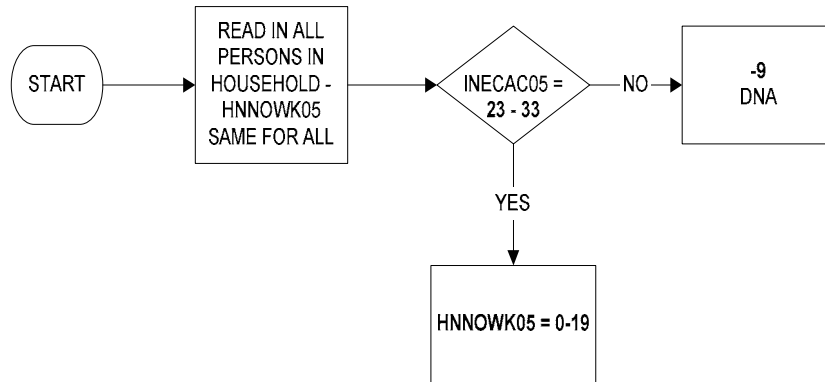 START
READ IN ALL
PERSONS IN
HOUSEHOLD -
HNNOWK05
SAME FOR ALL
INECAC05 =
23 - 33
NO
-9
DNA
YES
HNNOWK05 = 0-19